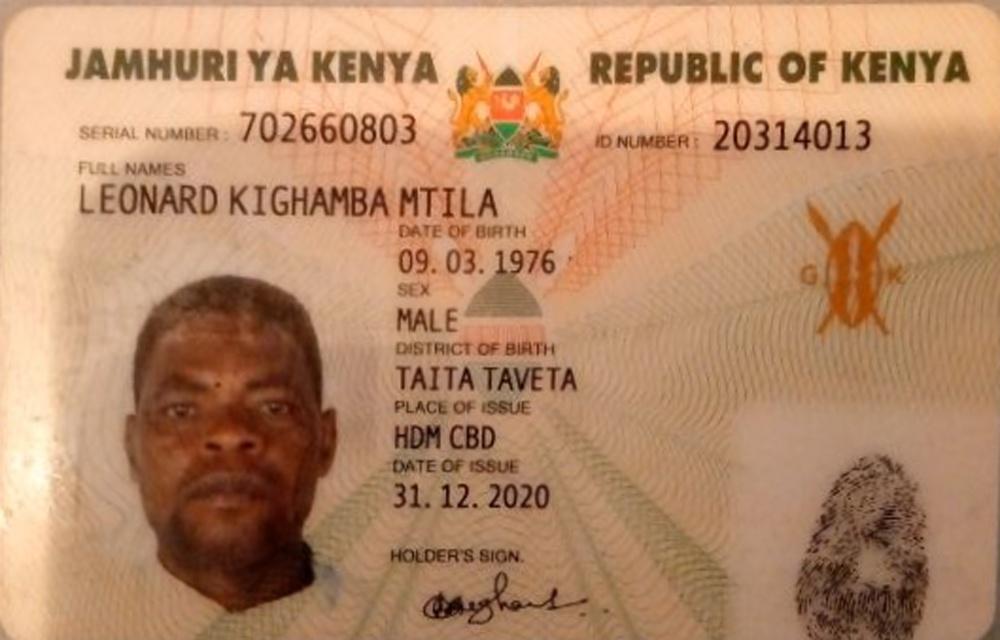 JAMHURI YA KENYA REPUBLIC OF KENYA
SERIAL NUMBER : 702660803 ID NUMBER : 20314013
FULL NAMES
LEONARD KIGHAMBA MTILA
DATE OF BIRTH
09. 03. 1976
SEX
MALE
DISTRICT OF BIRTH
TAITA TAVETA
PLACE OF ISSUE
HDM CBD
DATE OF ISSUE
31. 12. 2020
HOLDER'S SIGN.
G K